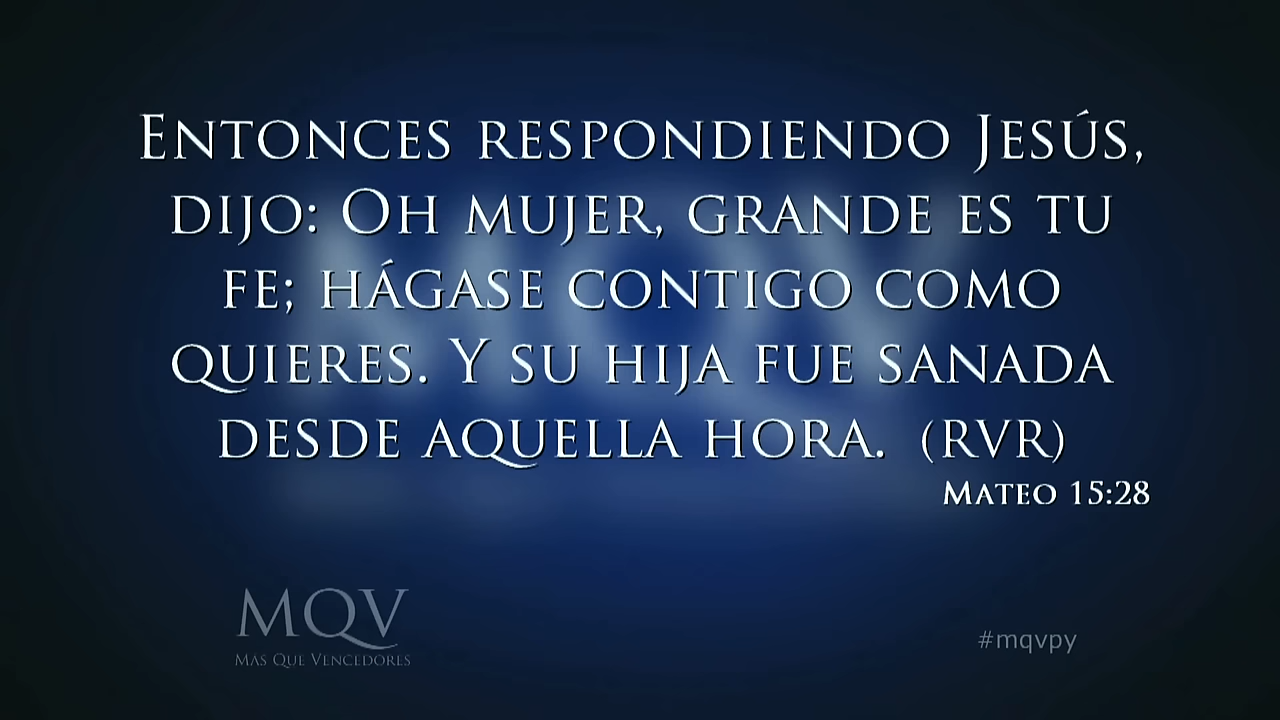 Entonces respondiendo Jesús,
dijo: Oh mujer, grande es tu
fe; hágase contigo como
quieres. Y su hija fue sanada
desde aquella hora. (RVR)
Mateo 15:28
MQV
Más Que Vencedores
#mqvpy